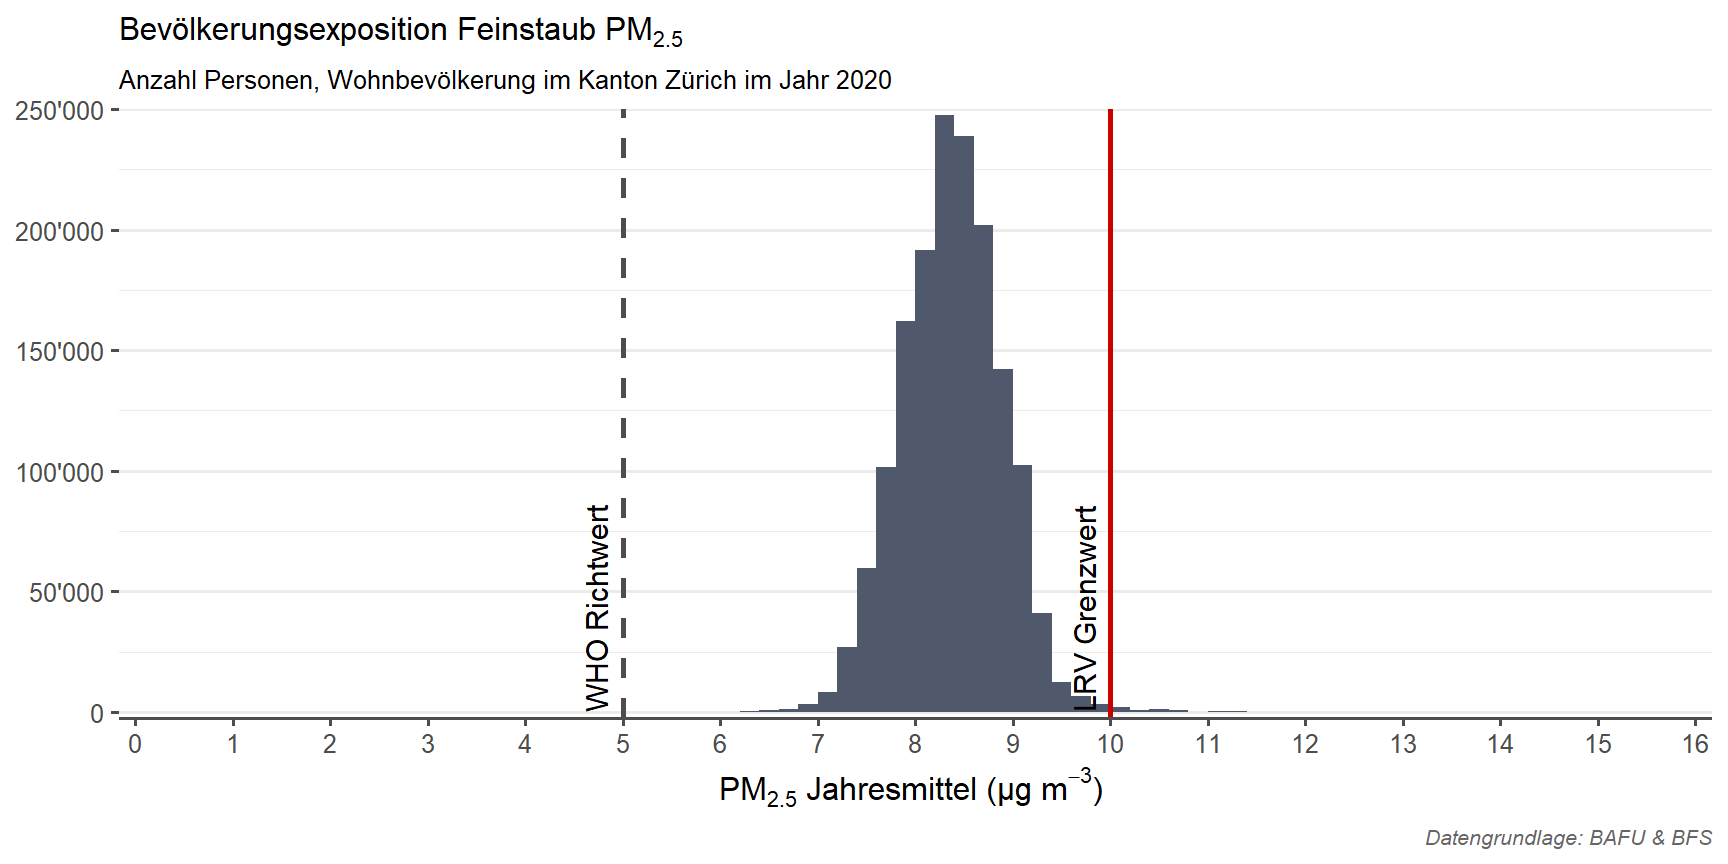 Bevölkerungsexposition Feinstaub PM2.5
Anzahl Personen, Wohnbevölkerung im Kanton Zürich im Jahr 2020
250'000
200'000
150'000
100'000
50'000
0
WHO Richtwert
LRV Grenzwert
0 1 2 3 4 5 6 7 8 9 10 11 12 13 14 15 16
PM2.5 Jahresmittel (µg m−3)
Datengrundlage: BAFU & BFS